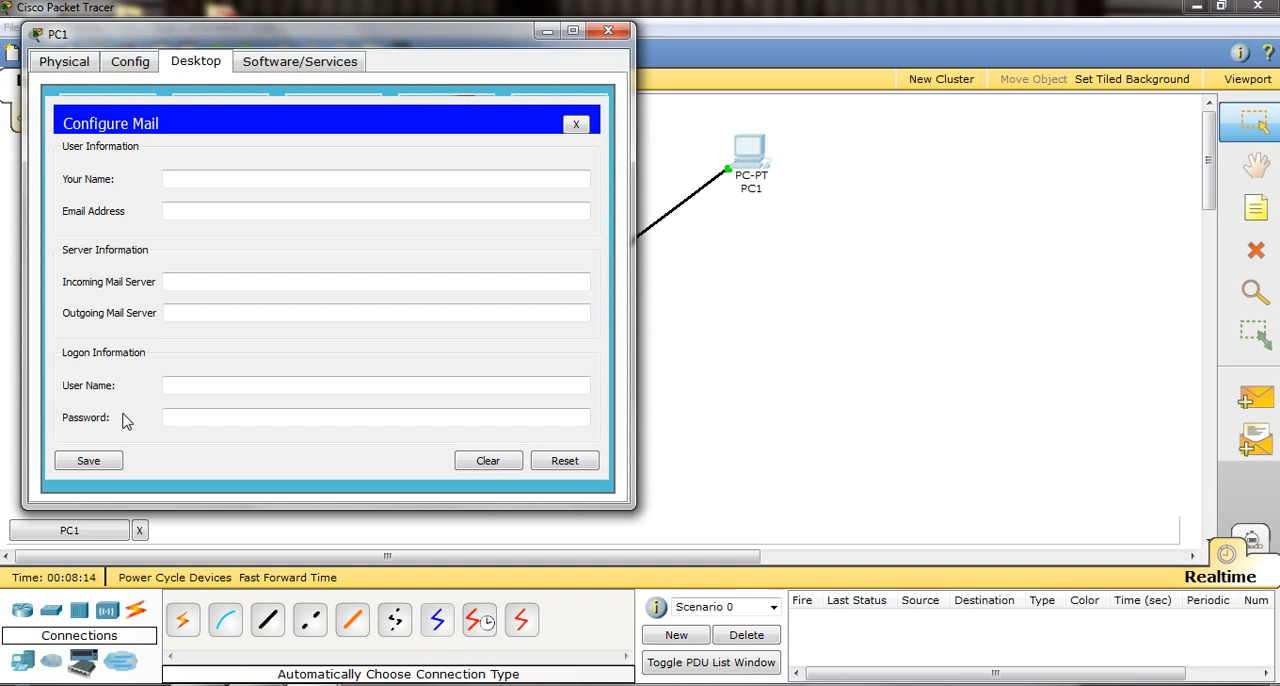 Cisco Packet Tracer
PC1
Physical Config Desktop Software/Services
New Cluster Move Object Set Tiled Background Viewport
Configure Mail X
User Information
Your Name:
Email Address
Server Information
Incoming Mail Server
Outgoing Mail Server
Logon Information
User Name:
Password:
Save Clear Reset
PC-PT
PC1
PC1 X
Time: 00:08:14 Power Cycle Devices Fast Forward Time
Realtime
Connections
Automatically Choose Connection Type
Scenario 0
New Delete
Toggle PDU List Window
Fire Last Status Source Destination Type Color Time (sec) Periodic Num